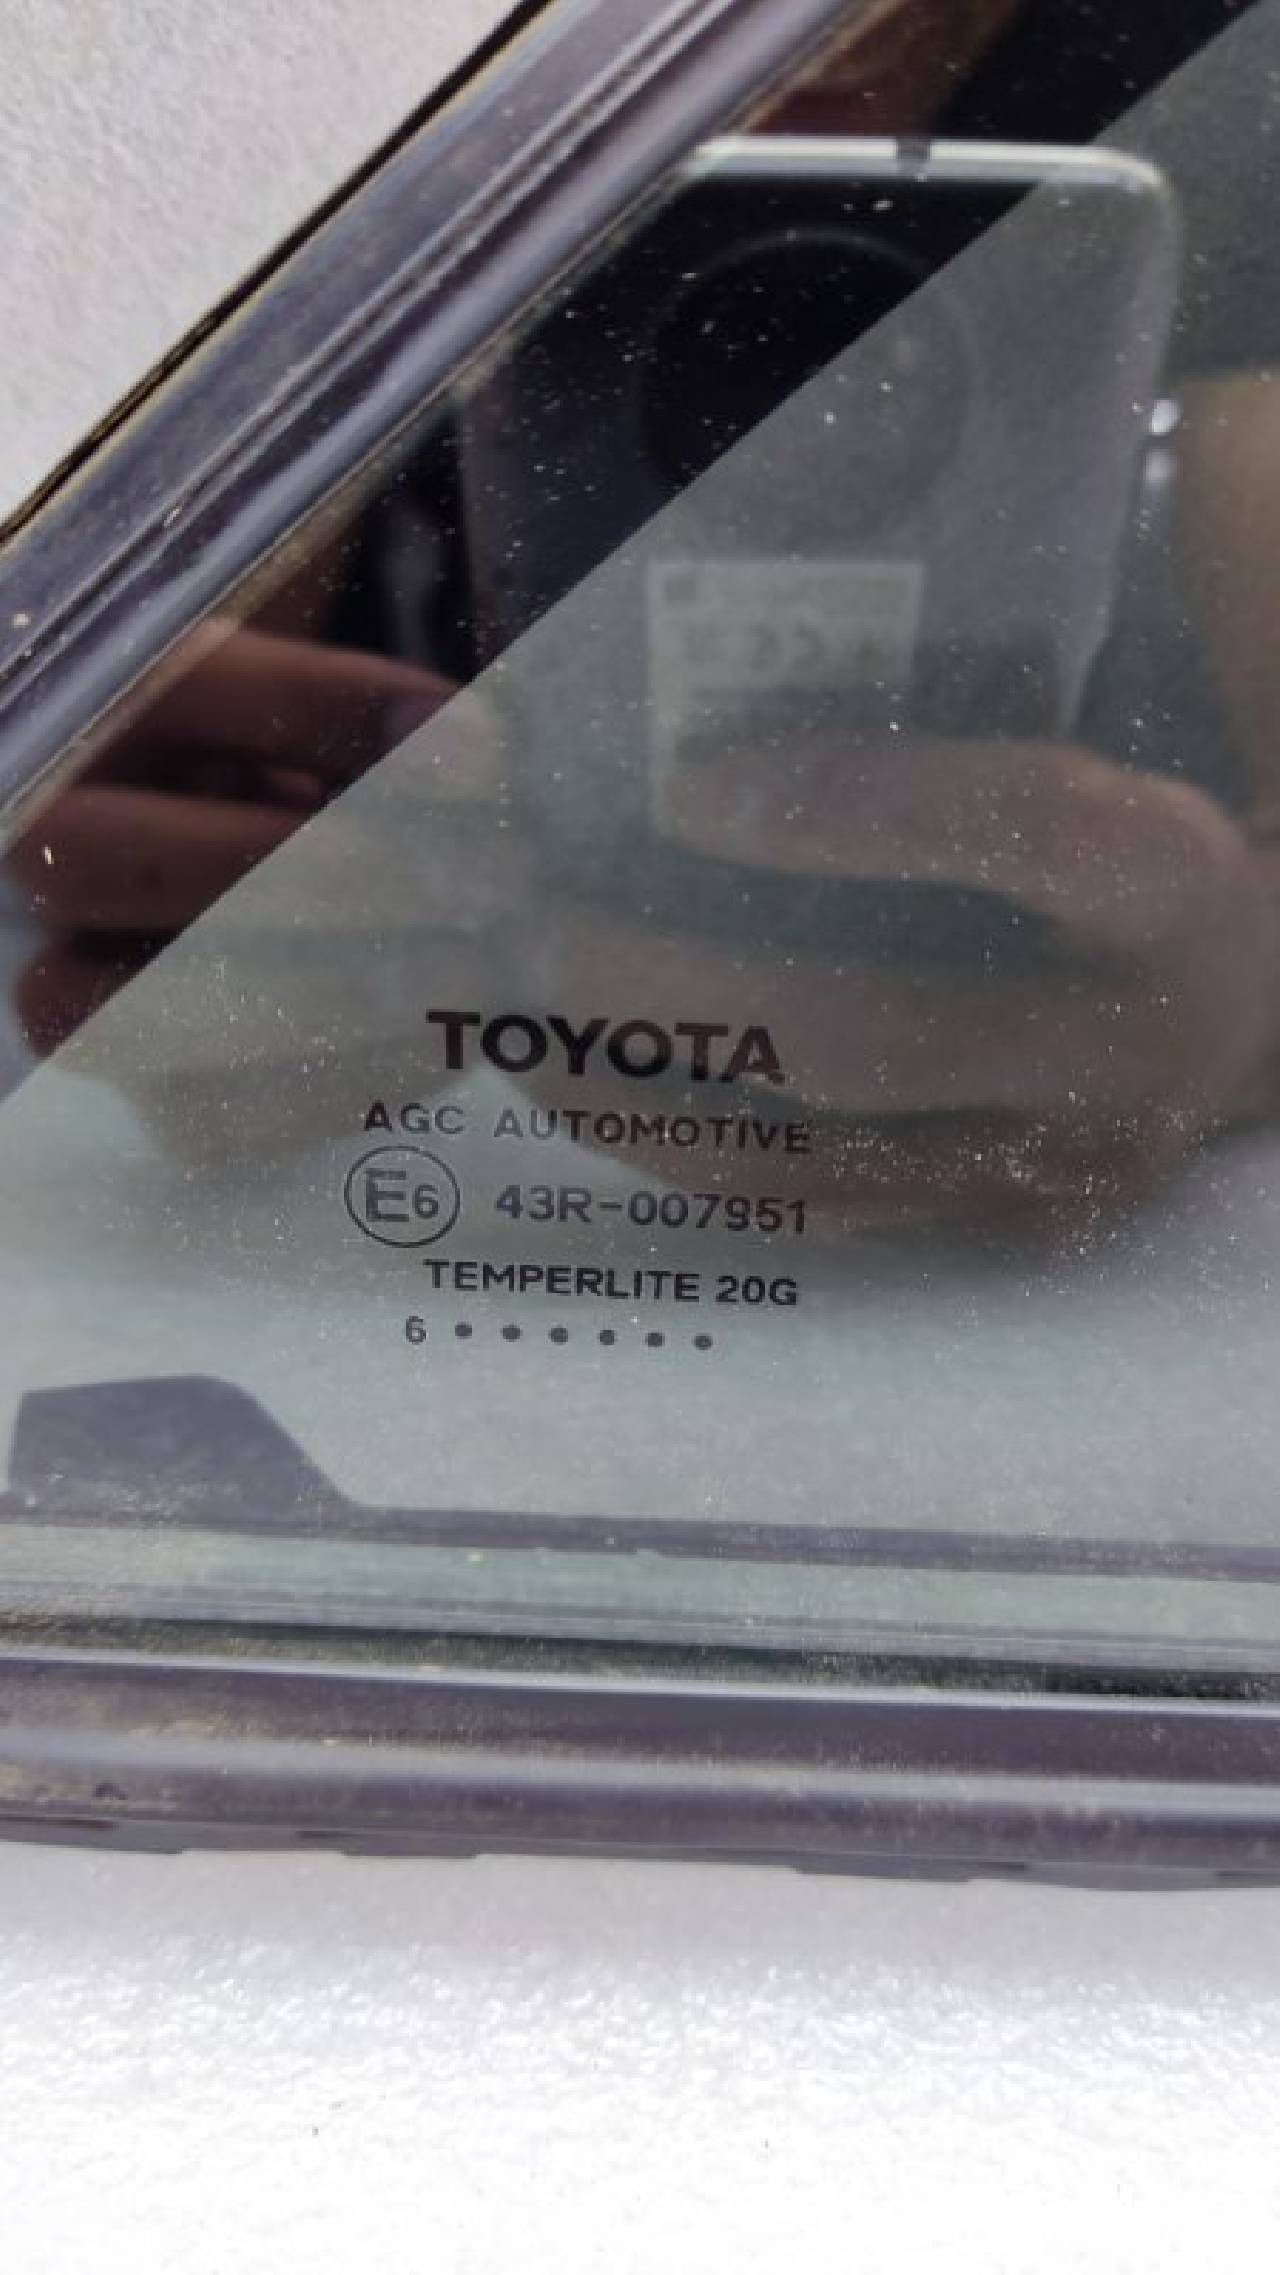 TOYOTA
AGC AUTOMOTIVE
E6 43R-007951
TEMPERLITE 20G
6 • • • • • •